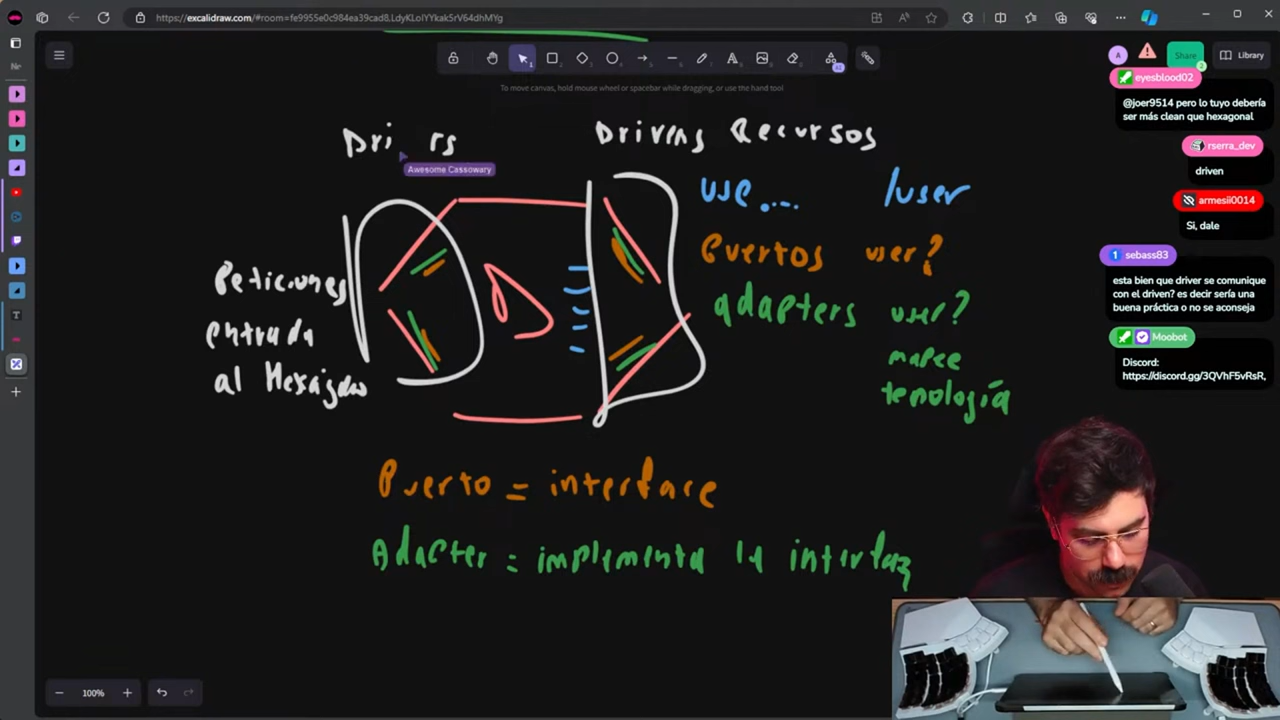 https://excalidraw.com/#room=fe9955e0c984ea39cad8,LdyKLoIYYkak5rV64dhMYg
Share
Library
To move canvas, hold mouse wheel or spacebar while dragging, or use the hand tool
Dri rs
Awesome Cassowary
Drivens Recursos
use.... /user
Puertos user?
adapters user?
tecnología
Peticiones
entrada
al Hexágono
Puerto = interface
Adapter = implementa la interfaz
100%
eyesblood02
@joer9514 pero lo tuyo debería
ser más clean que hexagonal
rserra_dev
driven
armesii0014
Si, dale
sebass83
esta bien que driver se comunique
con el driven? es decir sería una
buena práctica o no se aconseja
Moobot
Discord:
https://discord.gg/3QVhF5vRsR,